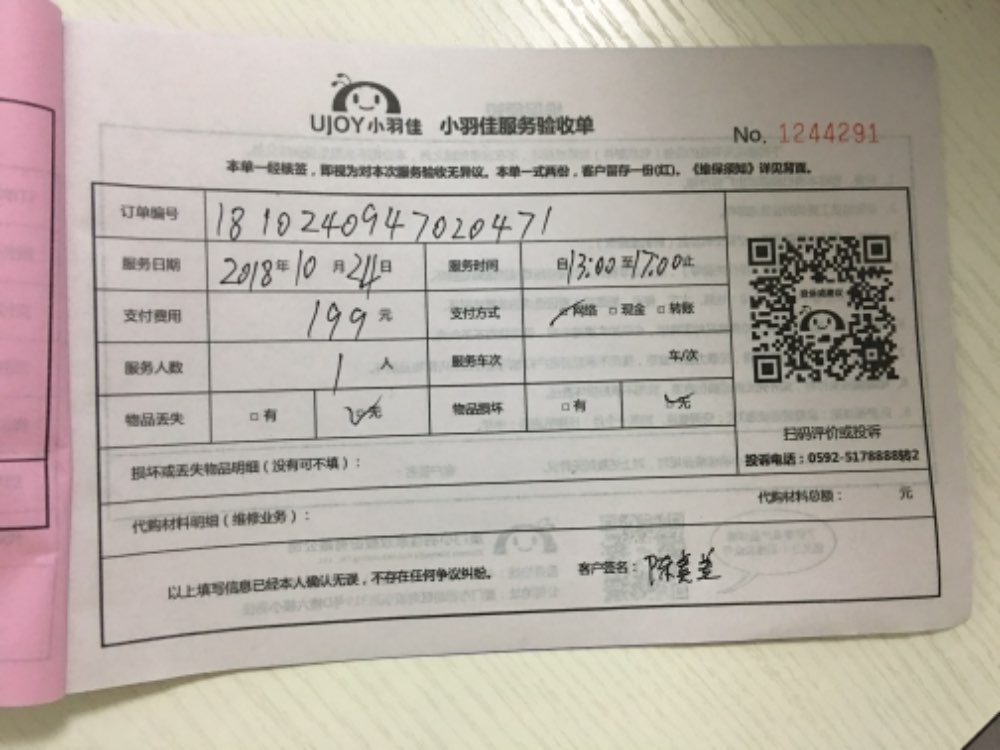 UJOY小羽佳 小羽佳服务验收单
No. 1244291
本单一经核签，即视为对本次服务验收无异议。本单一式两份，客户留存一份(红)。《维保须知》详见背面。
订单编号 181024094 7020471
服务日期 2018年10月24日 服务时间 自13:00至17:00止
支付费用 199元 支付方式 网络 □现金 □转账
服务人数 1人 服务车次 车/次
物品丢失 □有 无 物品损坏 □有 无
扫码评价或投诉
投诉电话：0592-5178888转2
损坏或丢失物品明细（没有可不填）：
代购材料明细（维修业务）： 代购材料总额： 元
以上填写信息已经本人确认无误，不存在任何争议纠纷。 客户签名：陈